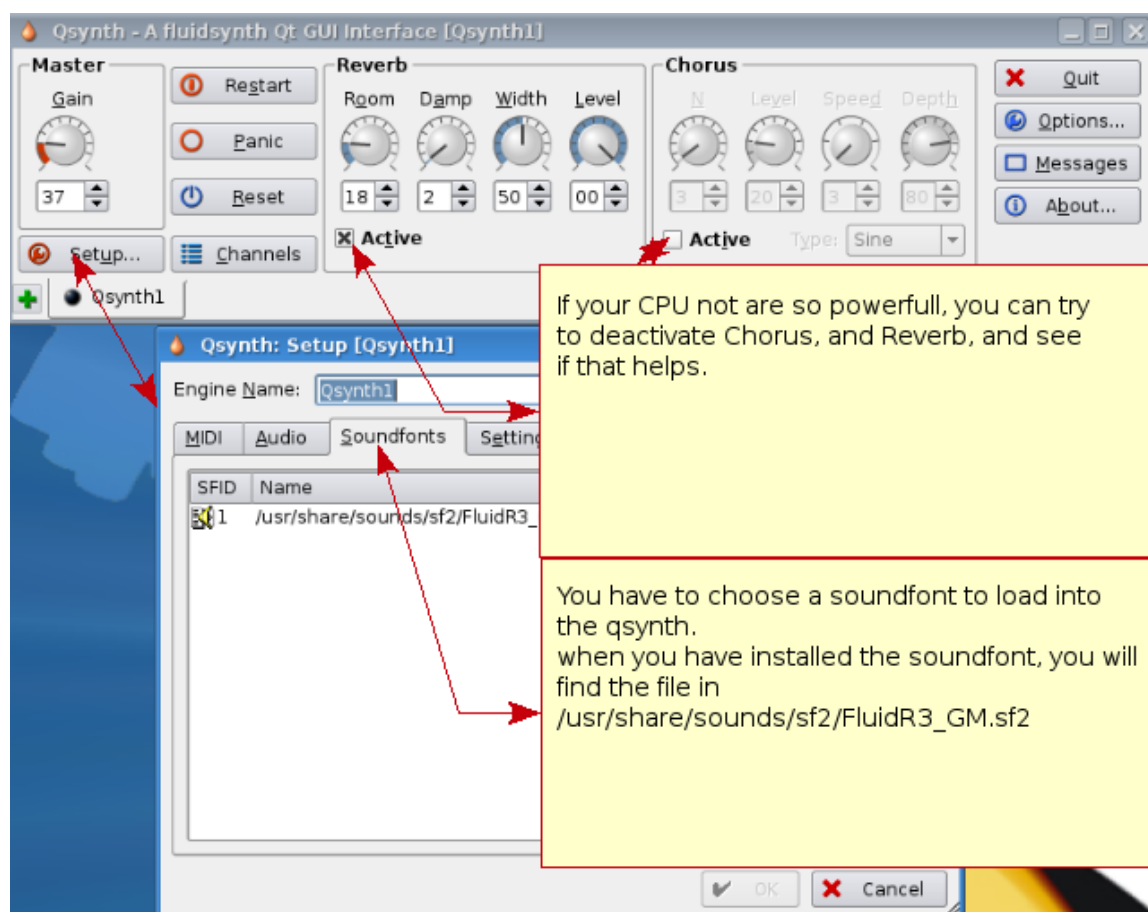 Qsynth - A fluidsynth Qt GUI Interface [Qsynth1]
Master
Gain
37
Setup...
Restart
Panic
Reset
Channels
Reverb
Room Damp Width Level
18 2 50 00
Active
Chorus
N Level Speed Depth
3 20 3 80
Active Type: Sine
Quit
Options...
Messages
About...
Qsynth1
If your CPU not are so powerfull, you can try
to deactivate Chorus, and Reverb, and see
if that helps.
Qsynth: Setup [Qsynth1]
Engine Name: Qsynth1
MIDI Audio Soundfonts
SFID Name
1 /usr/share/sounds/sf2/FluidR3_
You have to choose a soundfont to load into
the qsynth.
when you have installed the soundfont, you will
find the file in
/usr/share/sounds/sf2/FluidR3_GM.sf2
OK Cancel